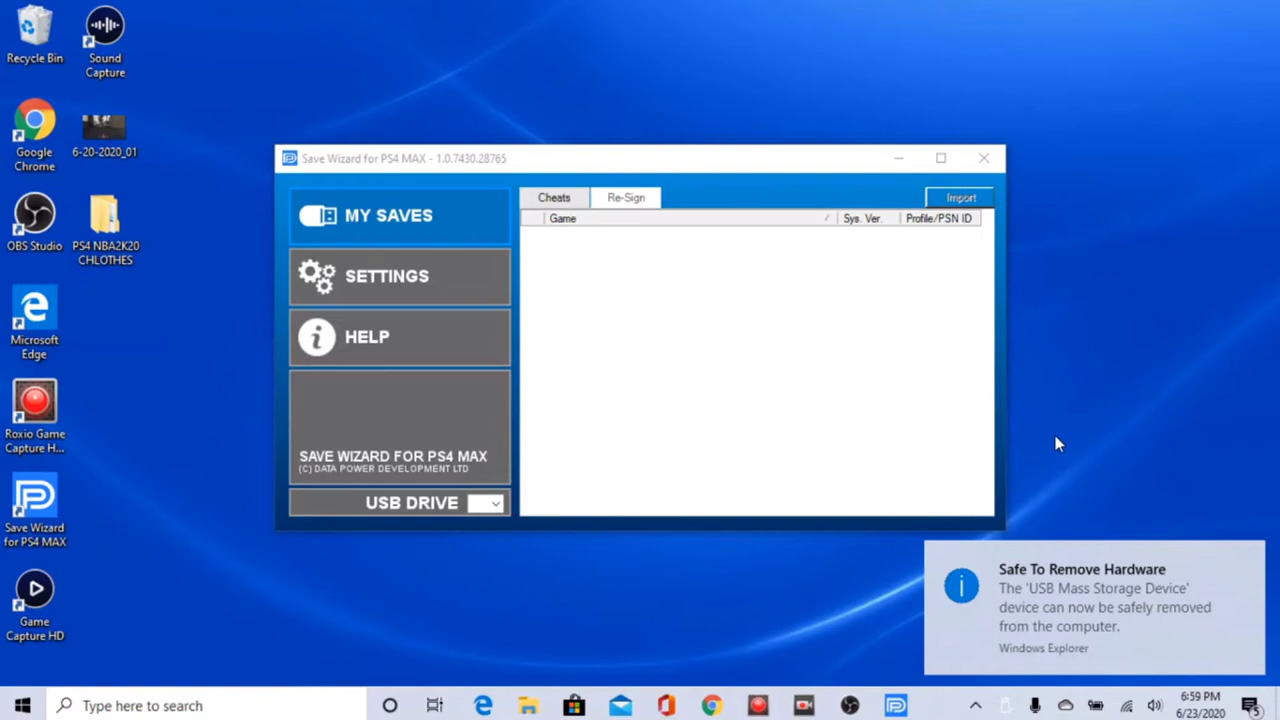 Recycle Bin
Sound
Capture
Google
Chrome
6-20-2020_01
OBS Studio
PS4 NBA2K20
CHLOTHES
Microsoft
Edge
Roxio Game
Capture H...
Save Wizard
for PS4 MAX
Game
Capture HD
Save Wizard for PS4 MAX - 1.0.7430.28765
MY SAVES
SETTINGS
HELP
SAVE WIZARD FOR PS4 MAX
(C) DATA POWER DEVELOPMENT LTD
USB DRIVE
Cheats
Re-Sign
Import
Game
Sys. Ver.
Profile/PSN ID
Safe To Remove Hardware
The 'USB Mass Storage Device'
device can now be safely removed
from the computer.
Windows Explorer
Type here to search
6:59 PM
6/23/2020
5